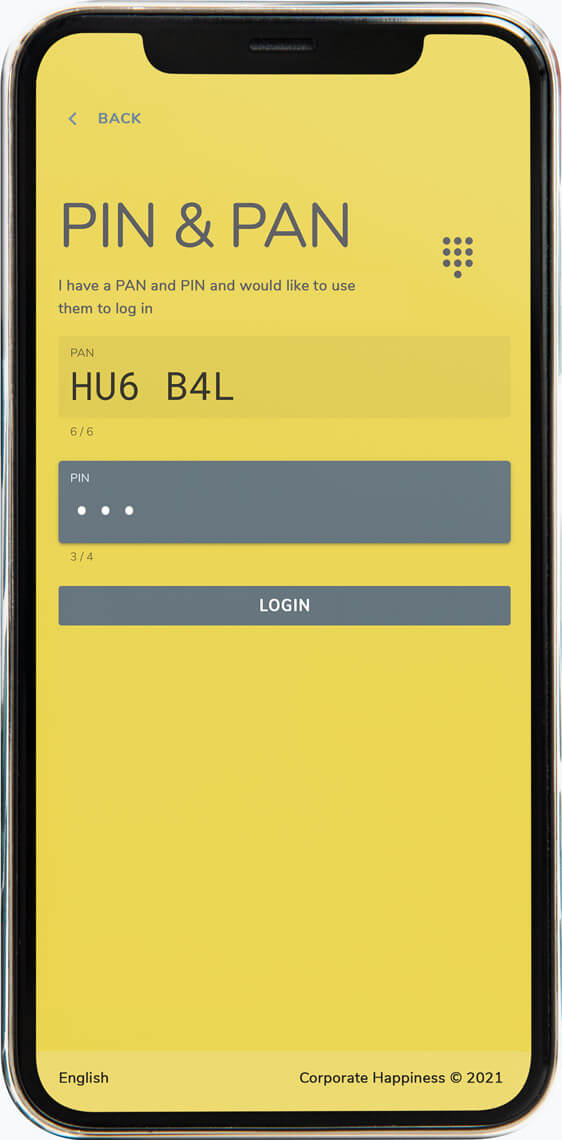 BACK
PIN & PAN
I have a PAN and PIN and would like to use
them to log in
PAN
HU6 B4L
6 / 6
PIN
• • •
3 / 4
LOGIN
English Corporate Happiness © 2021